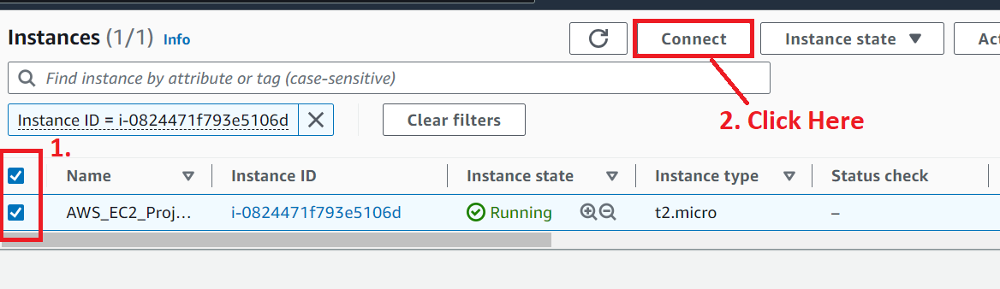 Instances (1/1) Info
Connect
Instance state
Act
Find instance by attribute or tag (case-sensitive)
Instance ID = i-0824471f793e5106d
Clear filters
2. Click Here
1.
Name Instance ID Instance state Instance type Status check
AWS_EC2_Proj... i-0824471f793e5106d Running t2.micro –